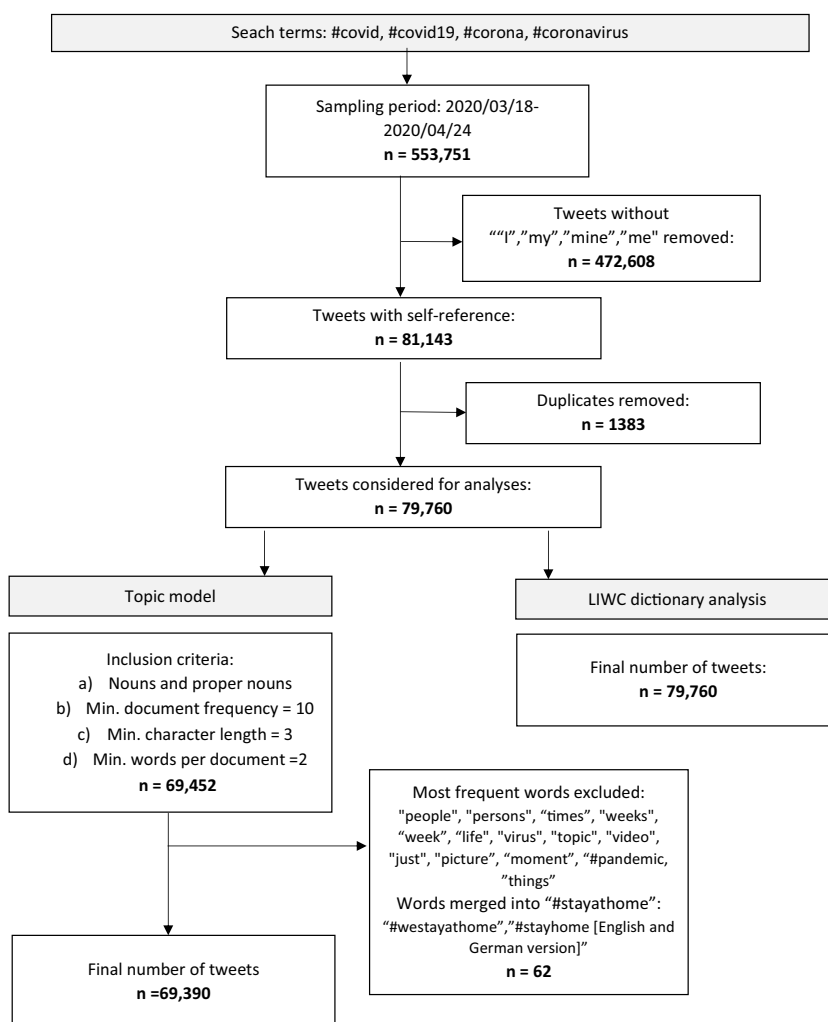 Seach terms: #covid, #covid19, #corona, #coronavirus
Sampling period: 2020/03/18-
2020/04/24
n = 553,751
Tweets without
““I”,”my”,”mine”,”me" removed:
n = 472,608
Tweets with self-reference:
n = 81,143
Duplicates removed:
n = 1383
Tweets considered for analyses:
n = 79,760
Topic model
LIWC dictionary analysis
Inclusion criteria:
a) Nouns and proper nouns
b) Min. document frequency = 10
c) Min. character length = 3
d) Min. words per document =2
n = 69,452
Final number of tweets:
n = 79,760
Most frequent words excluded:
"people", "persons", “times”, "weeks",
“week”, “life”, "virus", "topic", "video",
"just", "picture”, “moment”, “#pandemic,
”things”
Words merged into “#stayathome”:
“#westayathome”,”#stayhome [English and
German version]”
n = 62
Final number of tweets
n =69,390